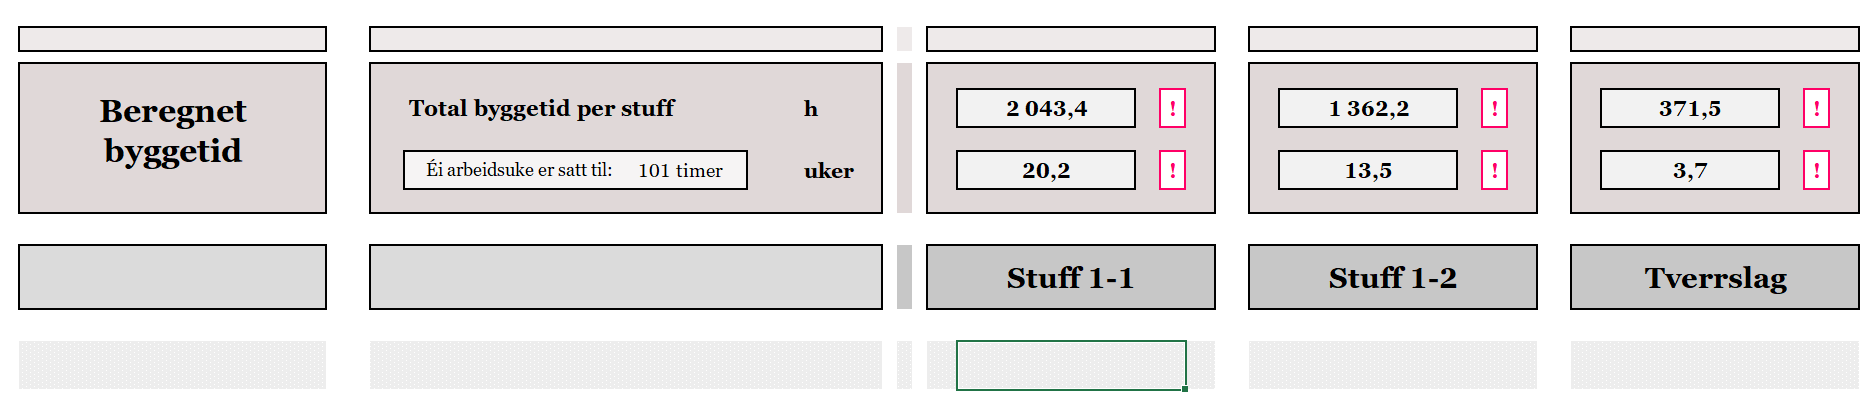 Beregnet
byggetid
Total byggetid per stuff h 2 043,4 ! 1 362,2 ! 371,5 !
Éi arbeidsuke er satt til: 101 timer uker 20,2 ! 13,5 ! 3,7 !
Stuff 1-1 Stuff 1-2 Tverrslag